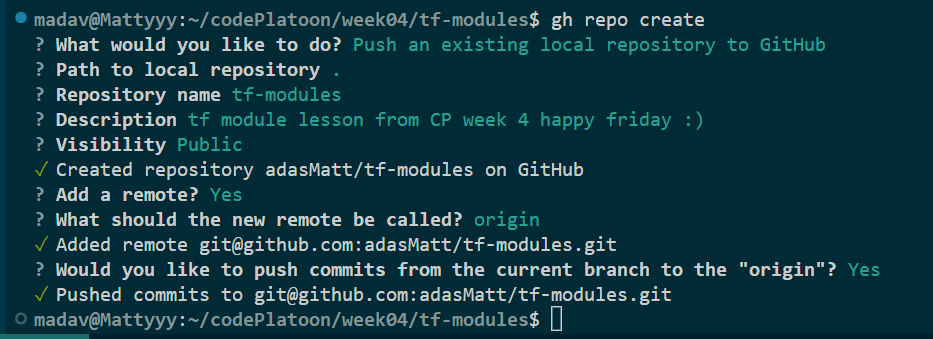 madav@Mattyyy:~/codePlatoon/week04/tf-modules$ gh repo create
? What would you like to do? Push an existing local repository to GitHub
? Path to local repository .
? Repository name tf-modules
? Description tf module lesson from CP week 4 happy friday :)
? Visibility Public
✓ Created repository adasMatt/tf-modules on GitHub
? Add a remote? Yes
? What should the new remote be called? origin
✓ Added remote git@github.com:adasMatt/tf-modules.git
? Would you like to push commits from the current branch to the "origin"? Yes
✓ Pushed commits to git@github.com:adasMatt/tf-modules.git
madav@Mattyyy:~/codePlatoon/week04/tf-modules$